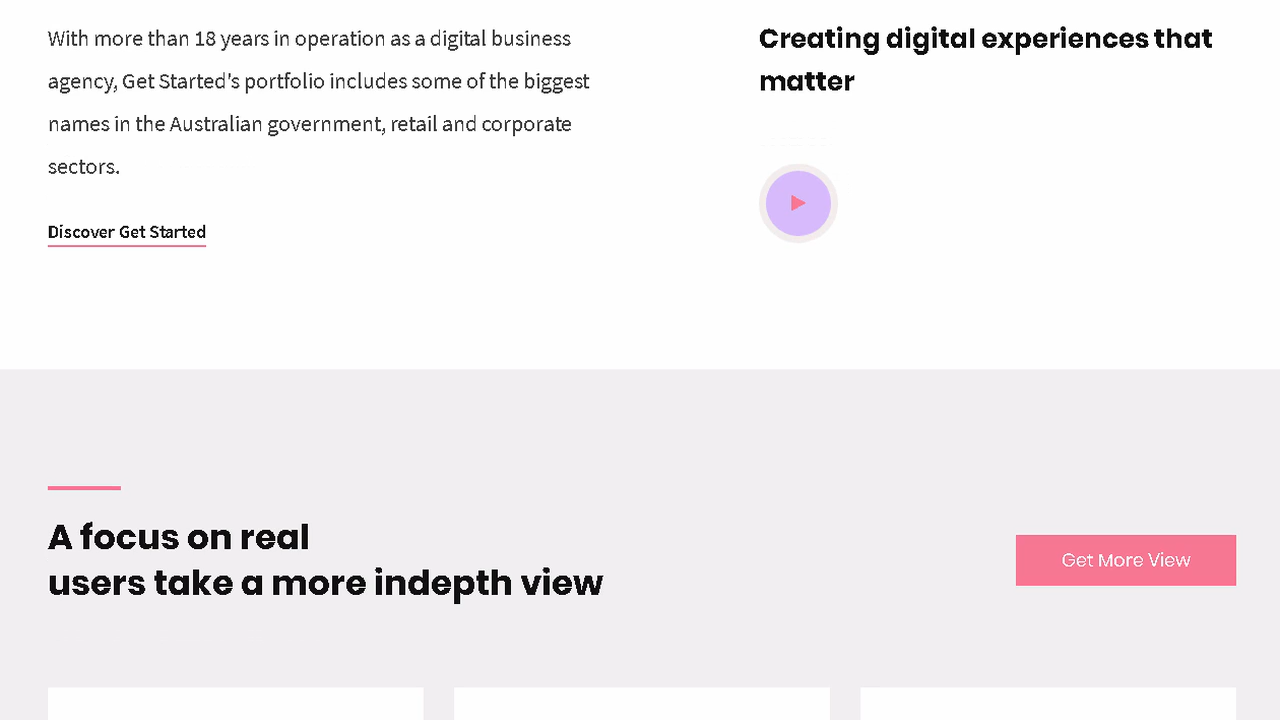 With more than 18 years in operation as a digital business
agency, Get Started's portfolio includes some of the biggest
names in the Australian government, retail and corporate
sectors.
Discover Get Started
Creating digital experiences that
matter
A focus on real
users take a more indepth view
Get More View